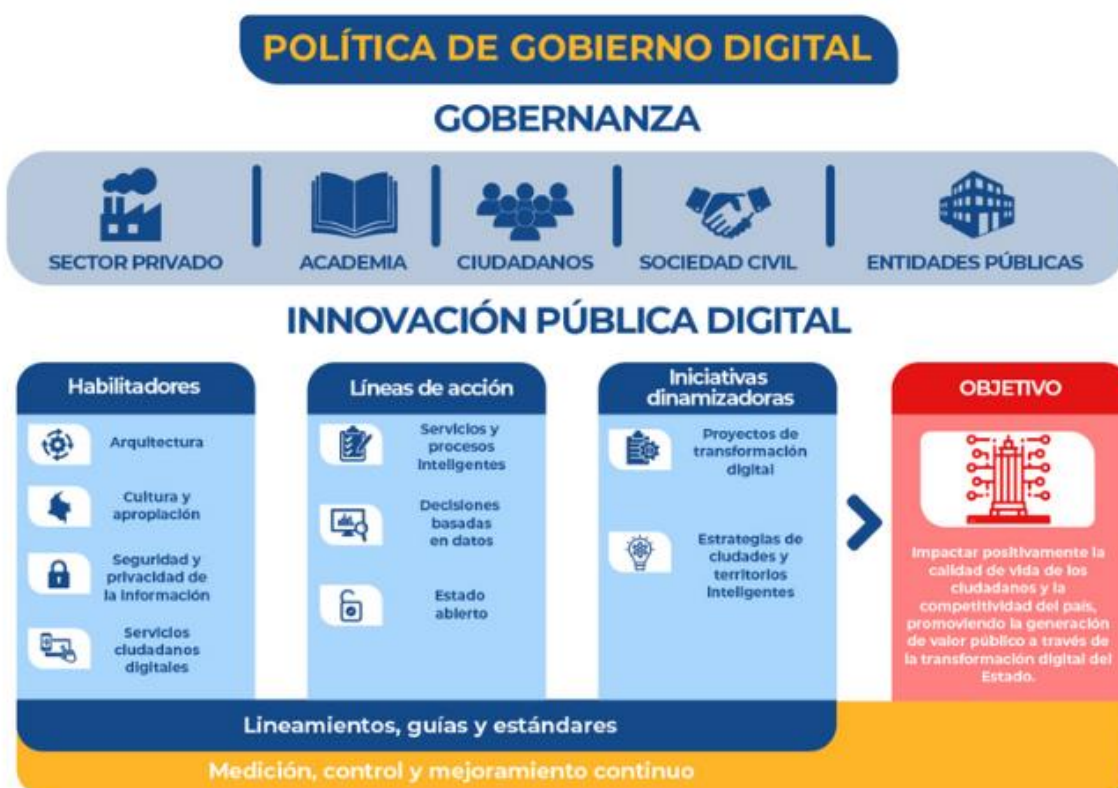 POLÍTICA DE GOBIERNO DIGITAL
GOBERNANZA
SECTOR PRIVADO
ACADEMIA
CIUDADANOS
SOCIEDAD CIVIL
ENTIDADES PÚBLICAS
INNOVACIÓN PÚBLICA DIGITAL
Habilitadores
Arquitectura
Cultura y
apropiación
Seguridad y
privacidad de
la información
Servicios
ciudadanos
digitales
Líneas de acción
Servicios y
procesos
inteligentes
Decisiones
basadas
en datos
Estado
abierto
Iniciativas
dinamizadoras
Proyectos de
transformación
digital
Estrategias de
ciudades y
territorios
inteligentes
OBJETIVO
Impactar positivamente la
calidad de vida de los
ciudadanos y la
competitividad del país,
promoviendo la generación
de valor público a través de
la transformación digital del
Estado.
Lineamientos, guías y estándares
Medición, control y mejoramiento continuo